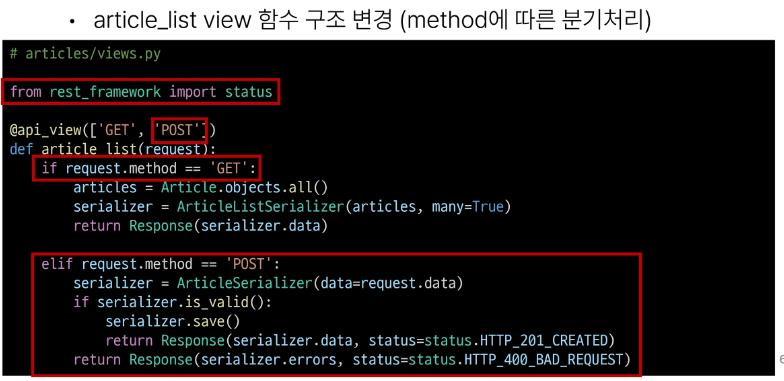 • article_list view 함수 구조 변경 (method에 따른 분기처리)
# articles/views.py
from rest_framework import status
@api_view(['GET', 'POST'])
def article_list(request):
if request.method == 'GET':
articles = Article.objects.all()
serializer = ArticleListSerializer(articles, many=True)
return Response(serializer.data)
elif request.method == 'POST':
serializer = ArticleSerializer(data=request.data)
if serializer.is_valid():
serializer.save()
return Response(serializer.data, status=status.HTTP_201_CREATED)
return Response(serializer.errors, status=status.HTTP_400_BAD_REQUEST)